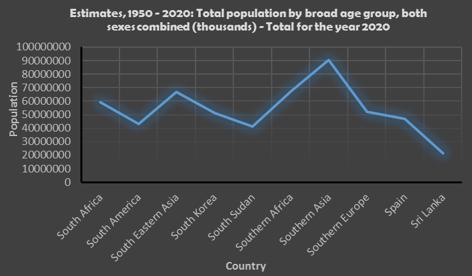 Estimates, 1950 - 2020: Total population by broad age group, both
sexes combined (thousands) - Total for the year 2020
Population
100000000
90000000
80000000
70000000
60000000
50000000
40000000
30000000
20000000
10000000
0
South Africa
South America
South Eastern Asia
South Korea
South Sudan
Southern Africa
Southern Asia
Southern Europe
Spain
Sri Lanka
Country